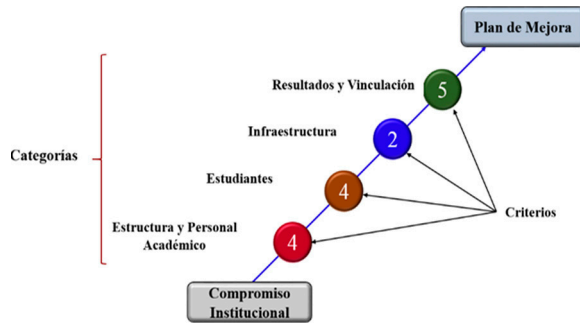 Plan de Mejora
Resultados y Vinculación
5
Infraestructura
2
Categorías
Estudiantes
4
Criterios
Estructura y Personal
Académico
4
Compromiso
Institucional